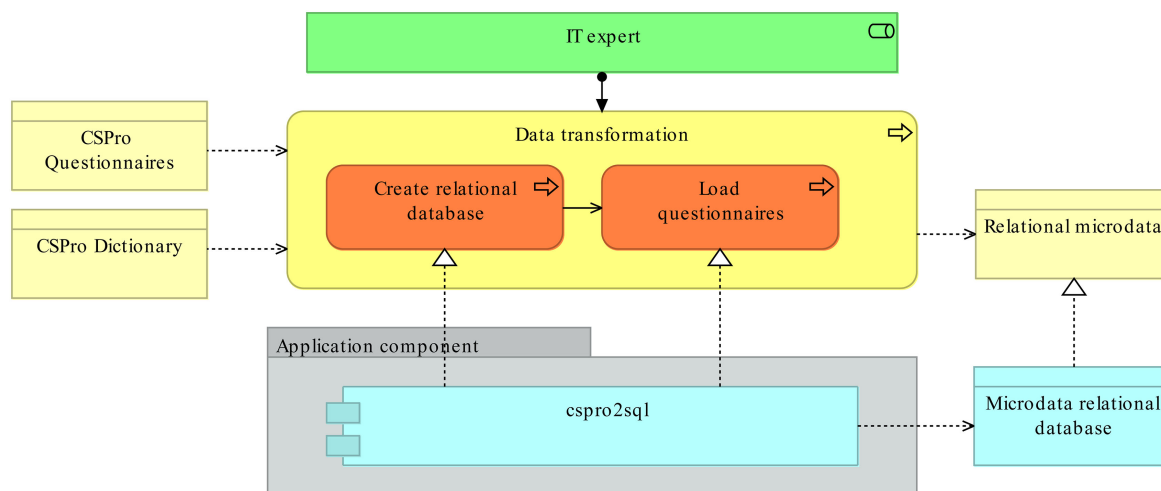 IT expert
CSPro
Questionnaires
Data transformation
Create relational
database
Load
questionnaires
CSPro Dictionary
Relational microdata
Application component
cspro2sql
Microdata relational
database